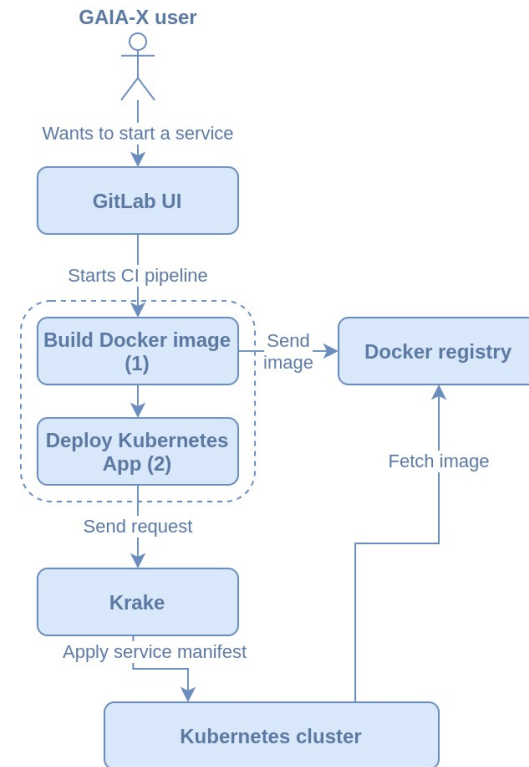 GAIA-X user
Wants to start a service
GitLab UI
Starts CI pipeline
Build Docker image
(1)
Send
image
Docker registry
Deploy Kubernetes
App (2)
Fetch image
Send request
Krake
Apply service manifest
Kubernetes cluster